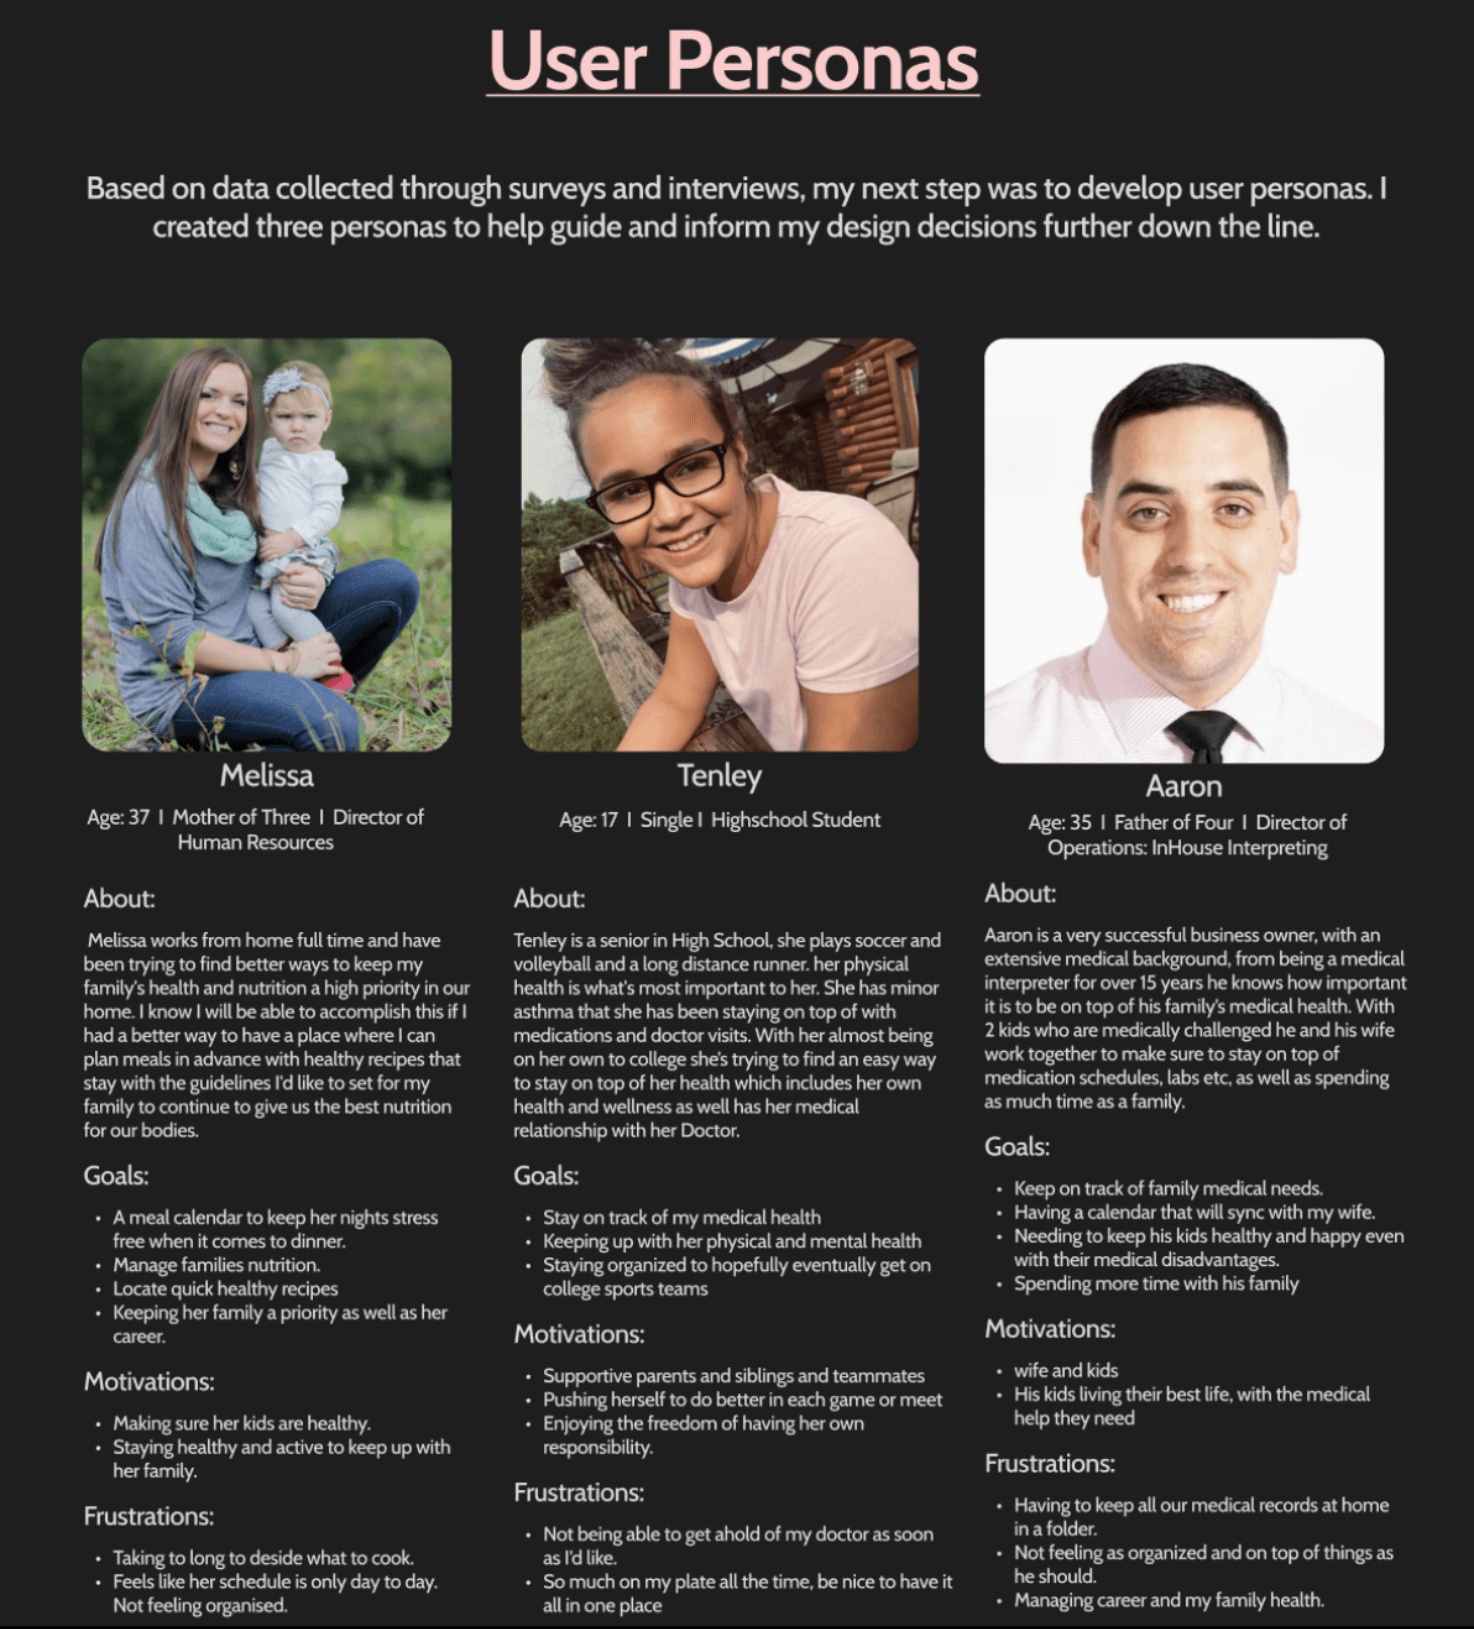 User Personas
Based on data collected through surveys and interviews, my next step was to develop user personas. I
created three personas to help guide and inform my design decisions further down the line.
Melissa
Age: 37 I Mother of Three I Director of
Human Resources
About:
Melissa works from home full time and have
been trying to find better ways to keep my
family's health and nutrition a high priority in our
home. I know I will be able to accomplish this if I
had a better way to have a place where I can
plan meals in advance with healthy recipes that
stay with the guidelines I'd like to set for my
family to continue to give us the best nutrition
for our bodies.
Goals:
• A meal calendar to keep her nights stress
free when it comes to dinner.
• Manage families nutrition.
• Locate quick healthy recipes
• Keeping her family a priority as well as her
career.
Motivations:
• Making sure her kids are healthy.
• Staying healthy and active to keep up with
her family.
Frustrations:
• Taking to long to deside what to cook.
• Feels like her schedule is only day to day.
Not feeling organised.
Tenley
Age: 17 I Single I Highschool Student
About:
Tenley is a senior in High School, she plays soccer and
volleyball and a long distance runner. her physical
health is what's most important to her. She has minor
asthma that she has been staying on top of with
medications and doctor visits. With her almost being
on her own to college she's trying to find an easy way
to stay on top of her health which includes her own
health and wellness as well has her medical
relationship with her Doctor.
Goals:
• Stay on track of my medical health
• Keeping up with her physical and mental health
• Staying organized to hopefully eventually get on
college sports teams
Motivations:
• Supportive parents and siblings and teammates
• Pushing herself to do better in each game or meet
• Enjoying the freedom of having her own
responsibility.
Frustrations:
• Not being able to get ahold of my doctor as soon
as I'd like.
• So much on my plate all the time, be nice to have it
all in one place
Aaron
Age: 35 I Father of Four I Director of
Operations: InHouse Interpreting
About:
Aaron is a very successful business owner, with an
extensive medical background, from being a medical
interpreter for over 15 years he knows how important
it is to be on top of his family's medical health. With
2 kids who are medically challenged he and his wife
work together to make sure to stay on top of
medication schedules, labs etc, as well as spending
as much time as a family.
Goals:
• Keep on track of family medical needs.
• Having a calendar that will sync with my wife.
• Needing to keep his kids healthy and happy even
with their medical disadvantages.
• Spending more time with his family
Motivations:
• wife and kids
• His kids living their best life, with the medical
help they need
Frustrations:
• Having to keep all our medical records at home
in a folder.
• Not feeling as organized and on top of things as
he should.
• Managing career and my family health.